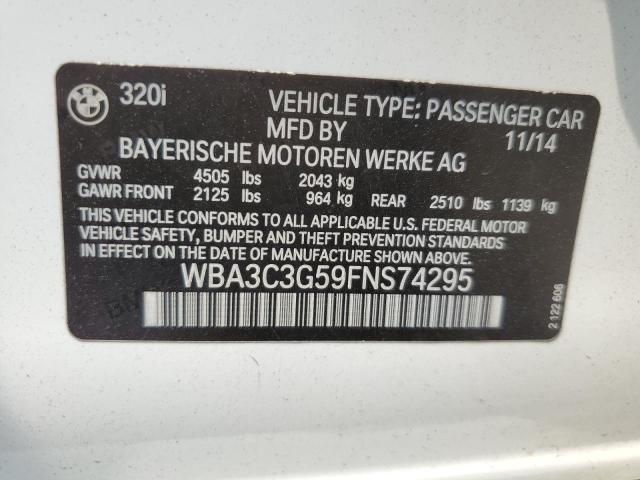 320i
VEHICLE TYPE: PASSENGER CAR
MFD BY 11/14
BAYERISCHE MOTOREN WERKE AG
GVWR 4505 lbs 2043 kg
GAWR FRONT 2125 lbs 964 kg REAR 2510 lbs 1139 kg
THIS VEHICLE CONFORMS TO ALL APPLICABLE U.S. FEDERAL MOTOR
VEHICLE SAFETY, BUMPER AND THEFT PREVENTION STANDARDS
IN EFFECT ON THE DATE OF MANUFACTURE SHOWN ABOVE.
WBA3C3G59FNS74295
2 122 606